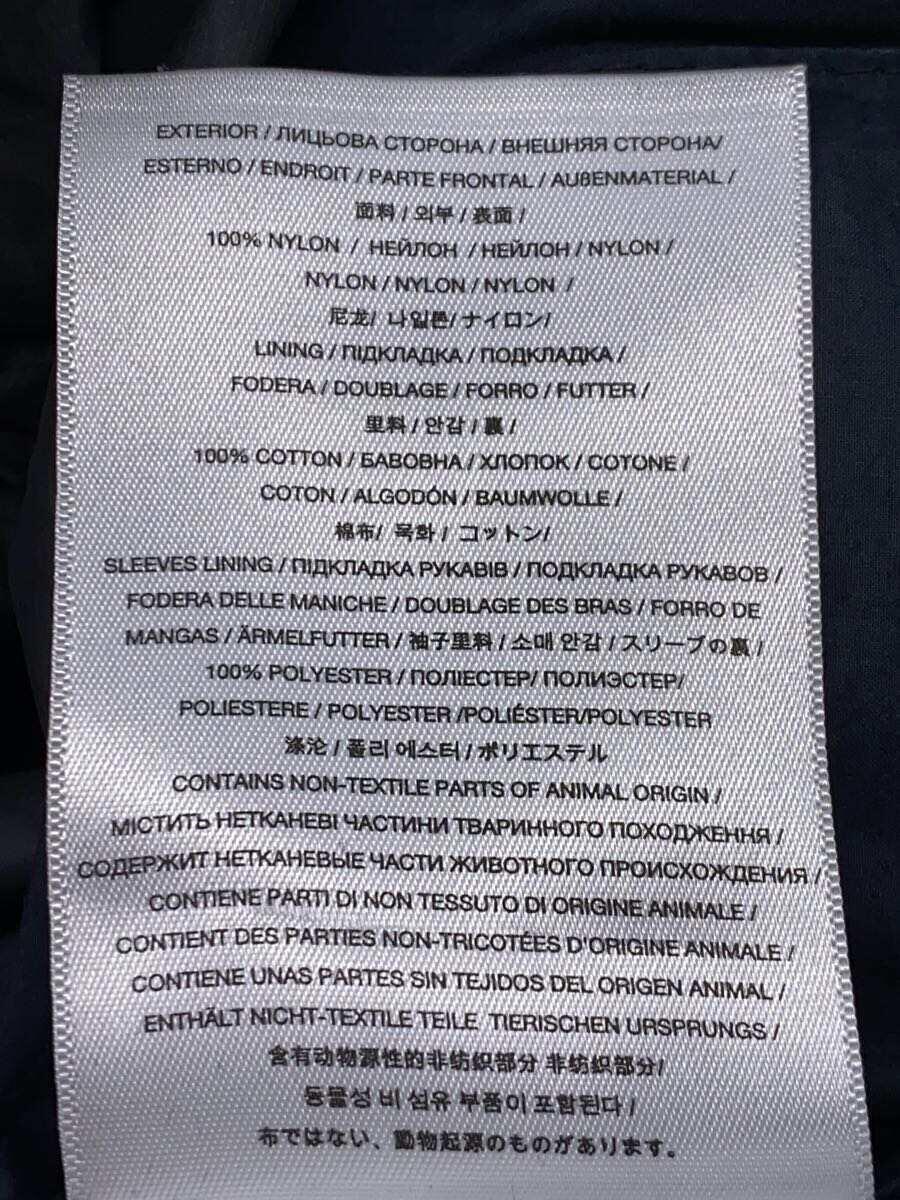 EXTERIOR / ЛИЦЬОВА СТОРОНА / ВНЕШНЯЯ СТОРОНА/
ESTERNO / ENDROIT / PARTE FRONTAL / AUßENMATERIAL /
面料 / 외부 / 表面 /
100% NYLON / НЕЙЛОН / НЕЙЛОН / NYLON /
NYLON / NYLON / NYLON /
尼龙/ 나일론/ ナイロン/
LINING / ПІДКЛАДКА / ПОДКЛАДКА /
FODERA / DOUBLAGE / FORRO / FUTTER /
里料 / 안감 / 裏 /
100% COTTON / БАВОВНА / ХЛОПОК / COTONE /
COTON / ALGODÓN / BAUMWOLLE /
棉布/ 목화 / コットン/
SLEEVES LINING / ПІДКЛАДКА РУКАВІВ / ПОДКЛАДКА РУКАВОВ /
FODERA DELLE MANICHE / DOUBLAGE DES BRAS / FORRO DE
MANGAS / ÄRMELFUTTER / 袖子里料 / 소매 안감 / スリーブの裏 /
100% POLYESTER / ПОЛІЕСТЕР/ ПОЛИЭСТЕР/
POLIESTERE / POLYESTER /POLIÉSTER/POLYESTER
涤沦 / 폴리 에스터 / ポリエステル
CONTAINS NON-TEXTILE PARTS OF ANIMAL ORIGIN /
МІСТИТЬ НЕТКАНЕВІ ЧАСТИНИ ТВАРИННОГО ПОХОДЖЕННЯ /
СОДЕРЖИТ НЕТКАНЕВЫЕ ЧАСТИ ЖИВОТНОГО ПРОИСХОЖДЕНИЯ /
CONTIENE PARTI DI NON TESSUTO DI ORIGINE ANIMALE /
CONTIENT DES PARTIES NON-TRICOTÉES D'ORIGINE ANIMALE /
CONTIENE UNAS PARTES SIN TEJIDOS DEL ORIGEN ANIMAL /
ENTHÄLT NICHT-TEXTILE TEILE TIERISCHEN URSPRUNGS /
含有动物源性的非纺织部分 非纺织部分/
동물성 비 섬유 부품이 포함된다 /
布ではない、動物起源のものがあります。